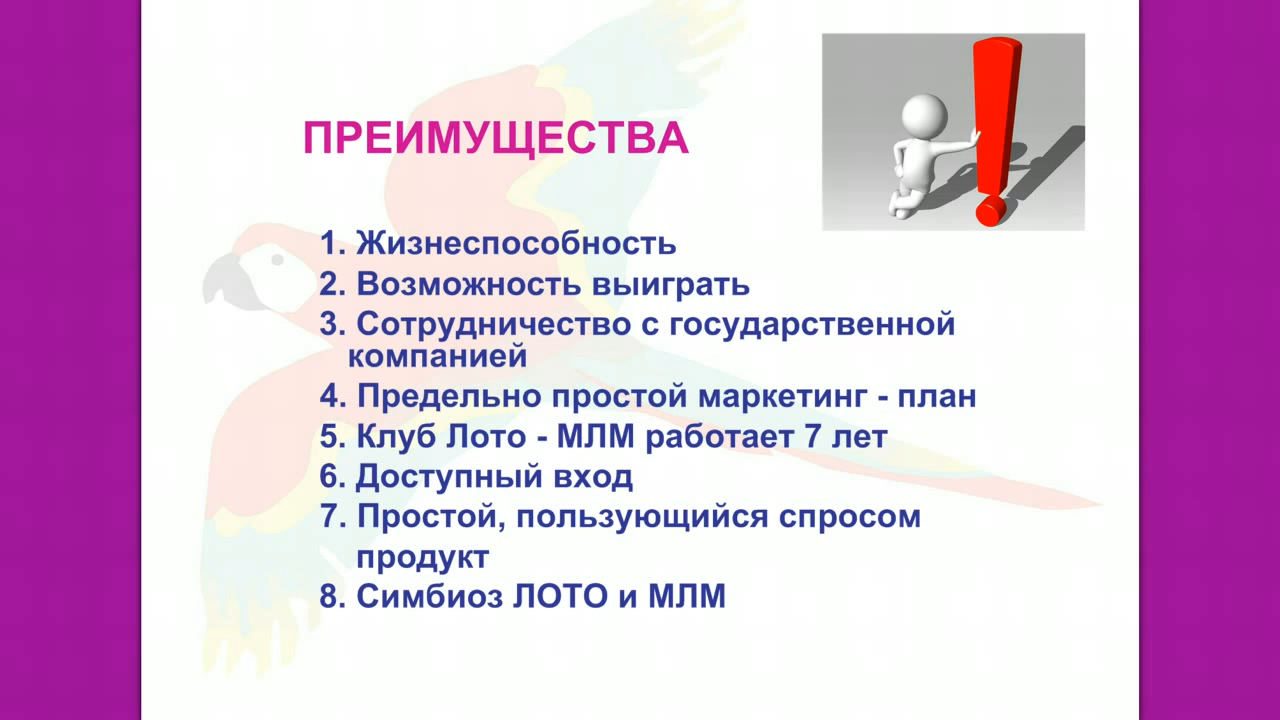 ПРЕИМУЩЕСТВА
1. Жизнеспособность
2. Возможность выиграть
3. Сотрудничество с государственной
компанией
4. Предельно простой маркетинг - план
5. Клуб Лото - МЛМ работает 7 лет
6. Доступный вход
7. Простой, пользующийся спросом
продукт
8. Симбиоз ЛОТО и МЛМ